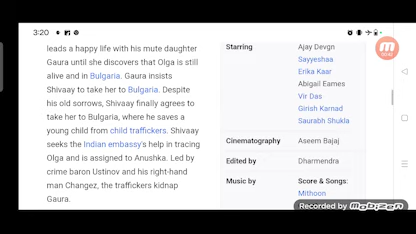 3:20
leads a happy life with his mute daughter
Gaura until she discovers that Olga is still
alive and in Bulgaria. Gaura insists
Shivaay to take her to Bulgaria. Despite
his old sorrows, Shivaay finally agrees to
take her to Bulgaria, where he saves a
young child from child traffickers. Shivaay
seeks the Indian embassy's help in tracing
Olga and is assigned to Anushka. Led by
crime baron Ustinov and his right-hand
man Changez, the traffickers kidnap
Gaura.
Starring Ajay Devgn
Sayyeshaa
Erika Kaar
Abigail Eames
Vir Das
Girish Karnad
Saurabh Shukla
Cinematography Aseem Bajaj
Edited by Dharmendra
Music by Score & Songs:
Mithoon
Recorded by Mobizen